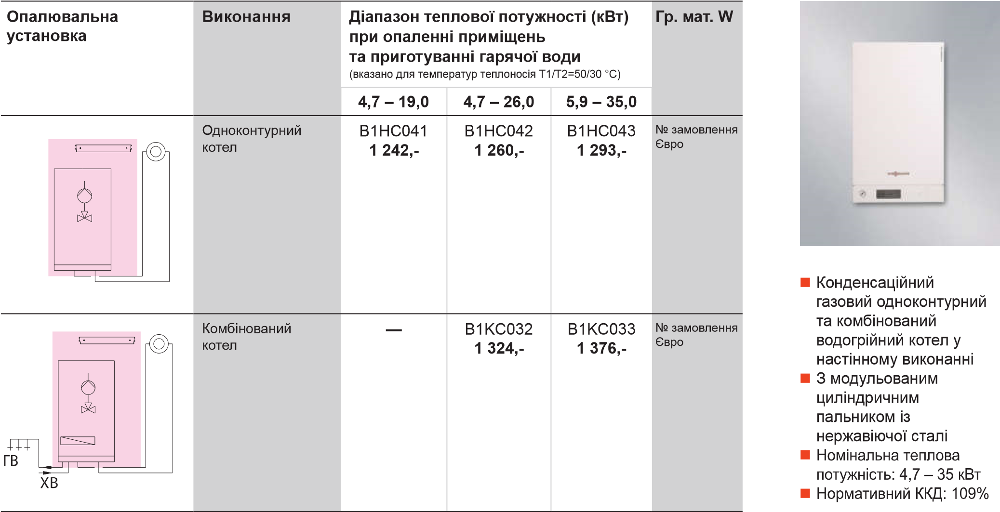 Опалювальна
установка
Виконання
Діапазон теплової потужності (кВт)
при опаленні приміщень
та приготуванні гарячої води
(вказано для температур теплоносія Т1/Т2=50/30 °C)
Гр. мат. W
4,7 – 19,0
4,7 – 26,0
5,9 – 35,0
Одноконтурний
котел
B1HC041
1 242,-
B1HC042
1 260,-
B1HC043
1 293,-
№ замовлення
Євро
Комбінований
котел
—
B1KC032
1 324,-
B1KC033
1 376,-
№ замовлення
Євро
ГВ
ХВ
Конденсаційний
газовий одноконтурний
та комбінований
водогрійний котел у
настінному виконанні
З модульованим
циліндричним
пальником із
нержавіючої сталі
Номінальна теплова
потужність: 4,7 – 35 кВт
Нормативний ККД: 109%